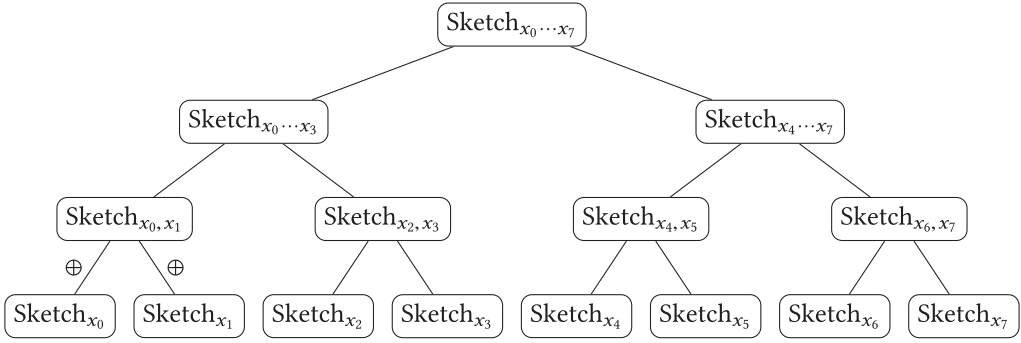 Sketch_{x_0⋯x_7}
Sketch_{x_0⋯x_3} Sketch_{x_4⋯x_7}
Sketch_{x_0,x_1} Sketch_{x_2,x_3} Sketch_{x_4,x_5} Sketch_{x_6,x_7}
⊕ ⊕
Sketch_{x_0} Sketch_{x_1} Sketch_{x_2} Sketch_{x_3} Sketch_{x_4} Sketch_{x_5} Sketch_{x_6} Sketch_{x_7}